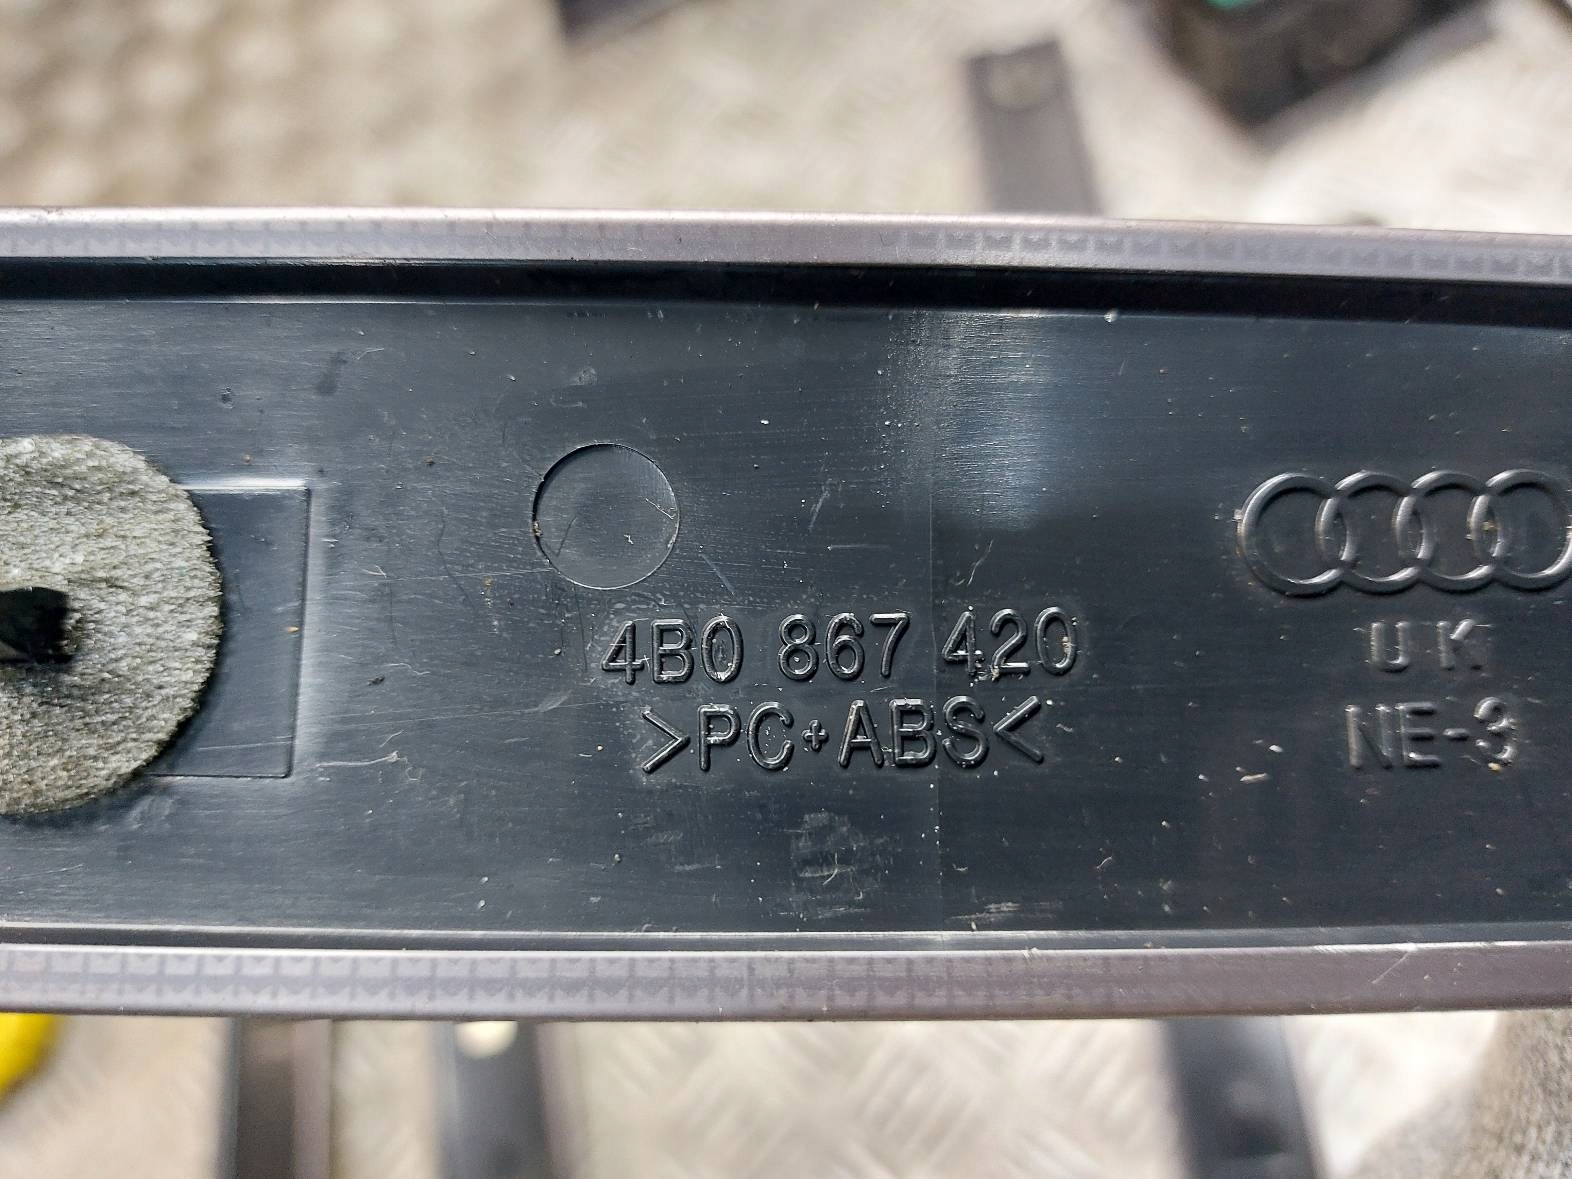 4B0 867 420
>PC+ABS<
UK
NE-3